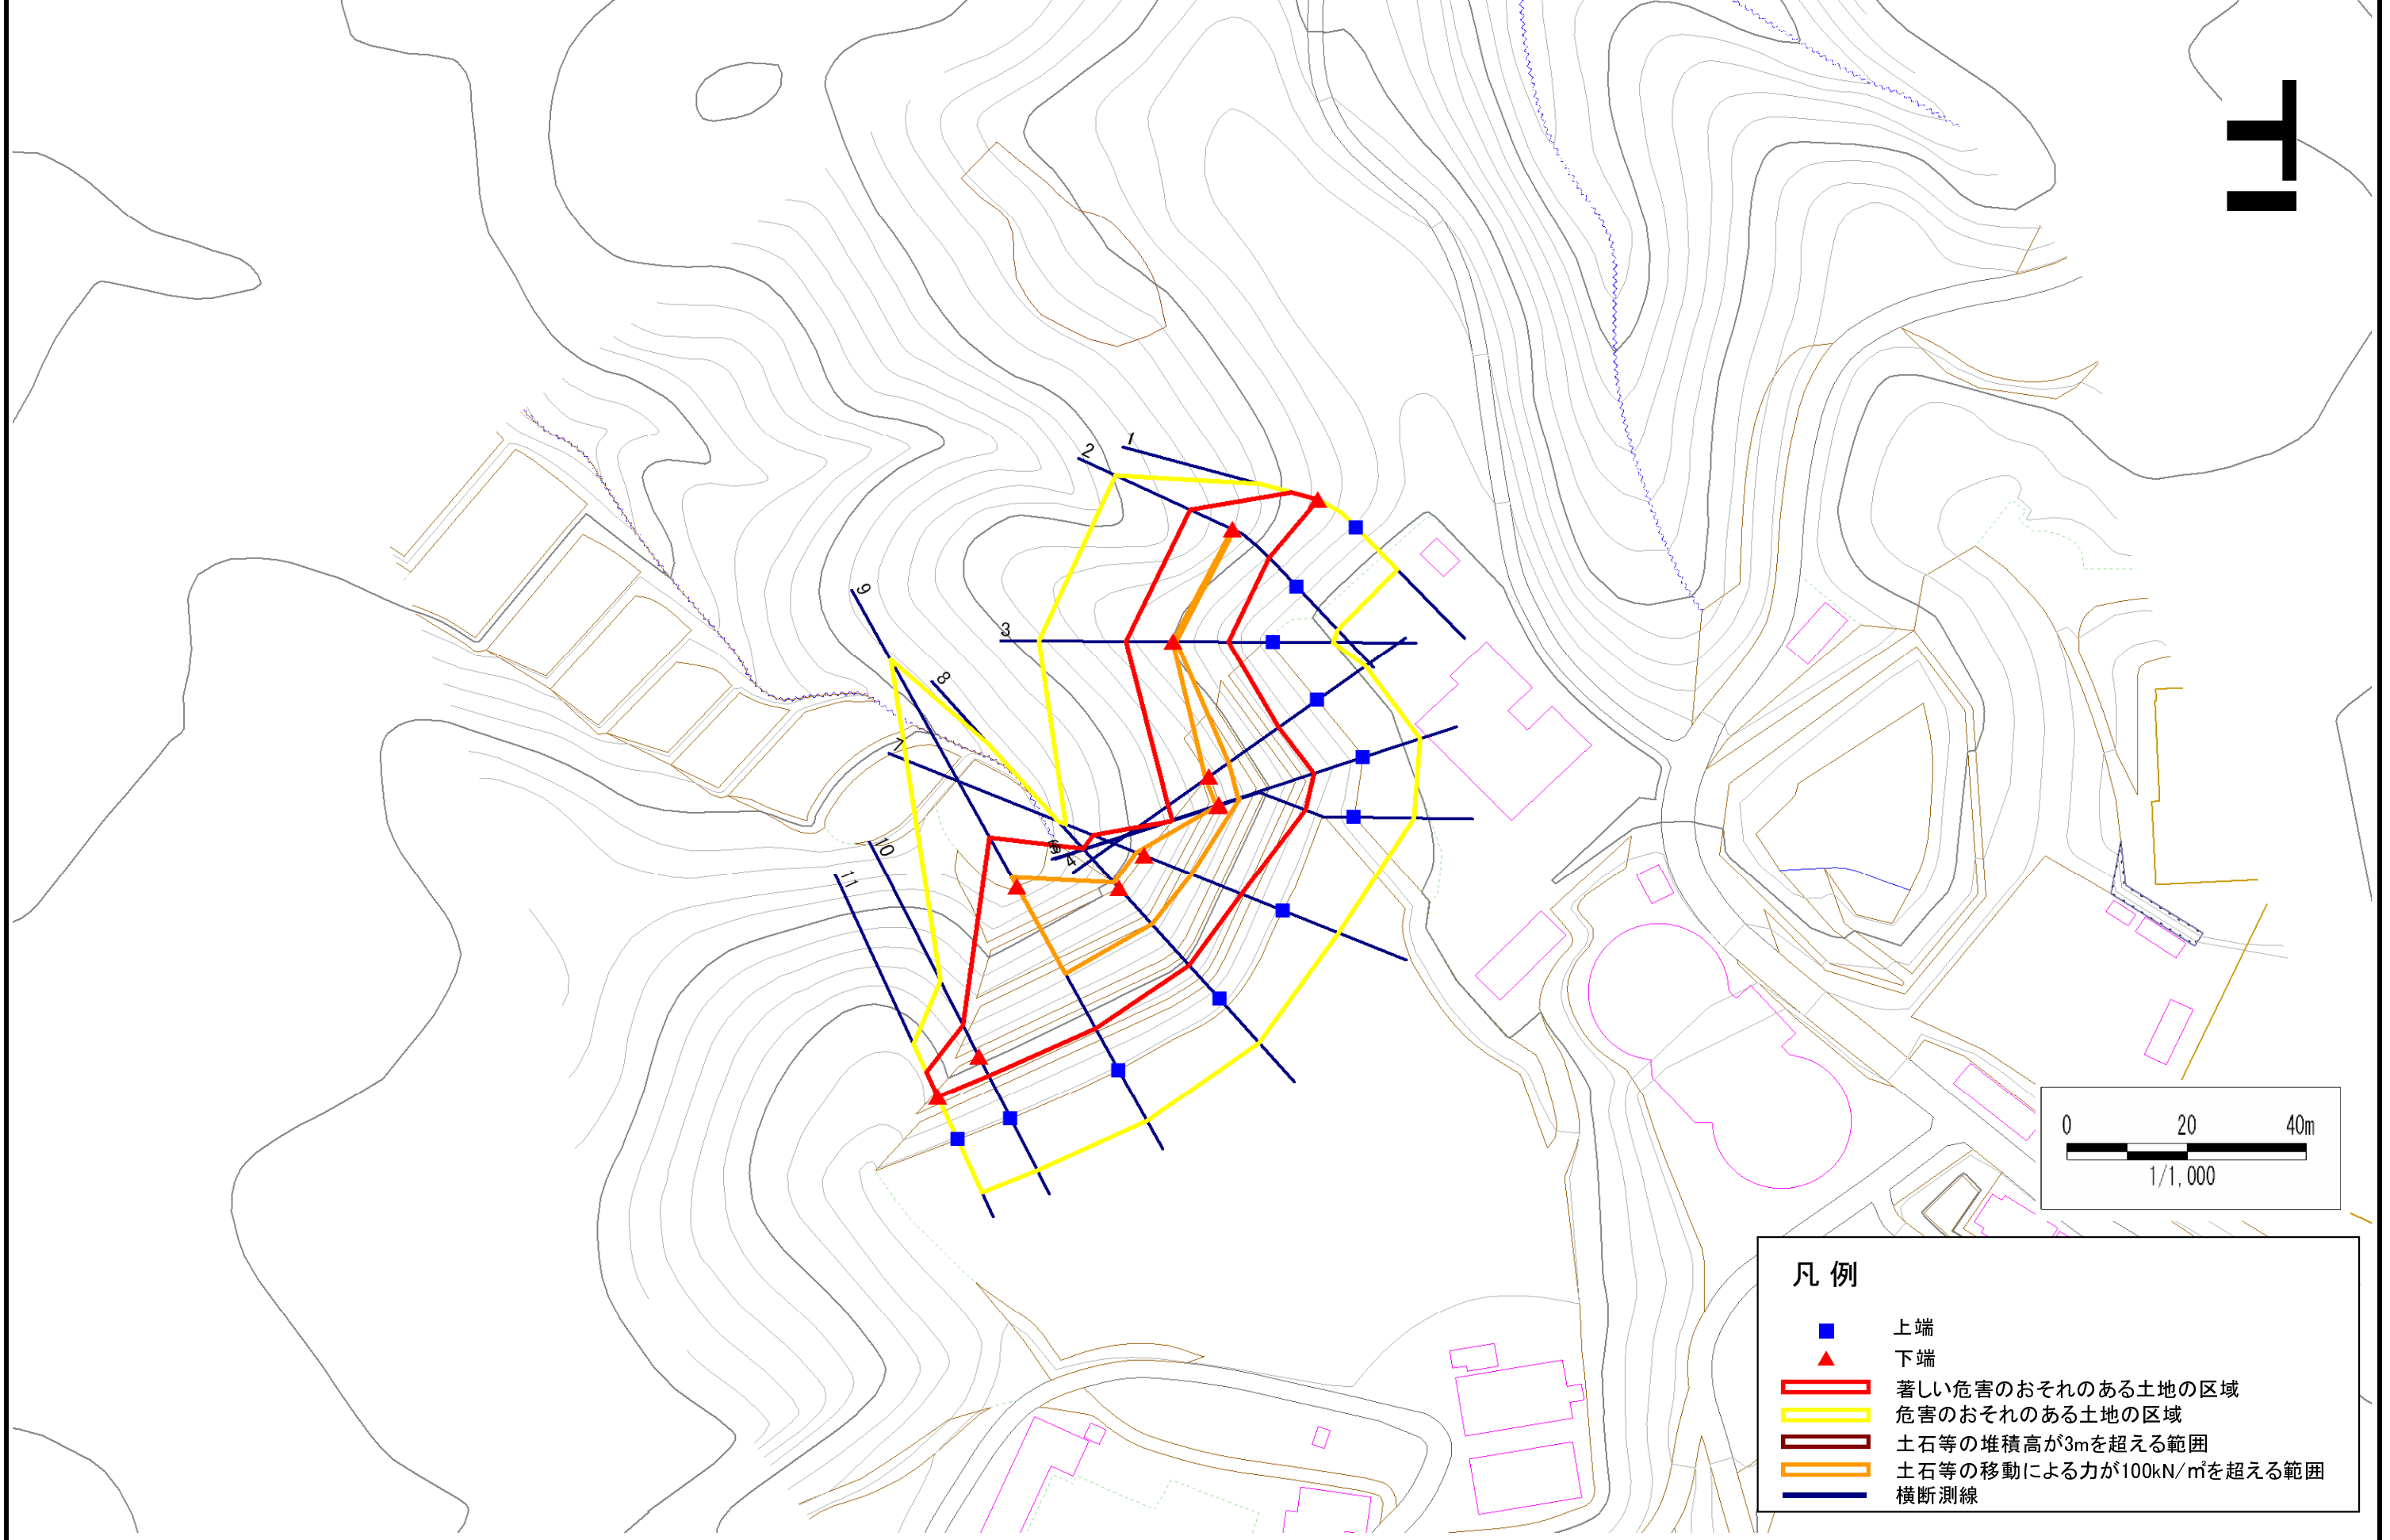 1
2
3
9
8
7
4
10
11
0 20 40m
1/1,000
凡 例
上端
下端
著しい危害のおそれのある土地の区域
危害のおそれのある土地の区域
土石等の堆積高が3mを超える範囲
土石等の移動による力が100kN/㎡を超える範囲
横断測線